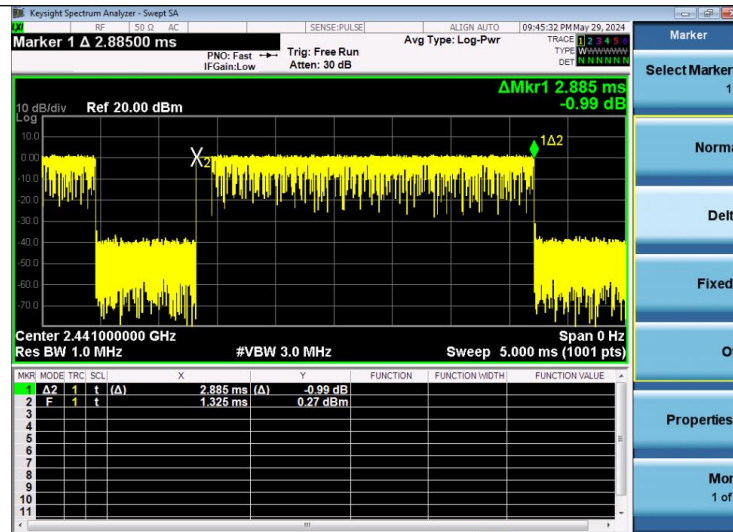 Keysight Spectrum Analyzer - Swept SA
LXI RF 50 Ω AC SENSE:PULSE ALIGN AUTO 09:45:32 PM May 29, 2024
Marker 1 Δ 2.88500 ms
PNO: Fast
IFGain:Low
Trig: Free Run
Atten: 30 dB
Avg Type: Log-Pwr
TRACE 1 2 3 4 5 6
TYPE WWWWWW
DET N N N N N N
ΔMkr1 2.885 ms
-0.99 dB
10 dB/div Ref 20.00 dBm
Log
10.0
0.00
-10.0
-20.0
-30.0
-40.0
-50.0
-60.0
-70.0
X2
1Δ2
Center 2.441000000 GHz Span 0 Hz
Res BW 1.0 MHz #VBW 3.0 MHz Sweep 5.000 ms (1001 pts)
MKR MODE TRC SCL X Y FUNCTION FUNCTION WIDTH FUNCTION VALUE
1 Δ2 1 t (Δ) 2.885 ms (Δ) -0.99 dB
2 F 1 t 1.325 ms 0.27 dBm
3
4
5
6
7
8
9
10
11
Marker
Select Marker
1
Norma
Delt
Fixed
O
Properties
Mor
1 of